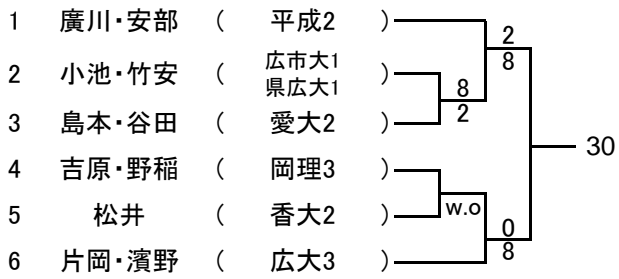 1 廣川・安部 ( 平成2 )
2 小池・竹安 ( 広市大1 県広大1 )
3 島本・谷田 ( 愛大2 )
4 吉原・野稲 ( 岡理3 )
5 松井 ( 香大2 )
6 片岡・濱野 ( 広大3 )
8
2
w.o
2
8
0
8
30